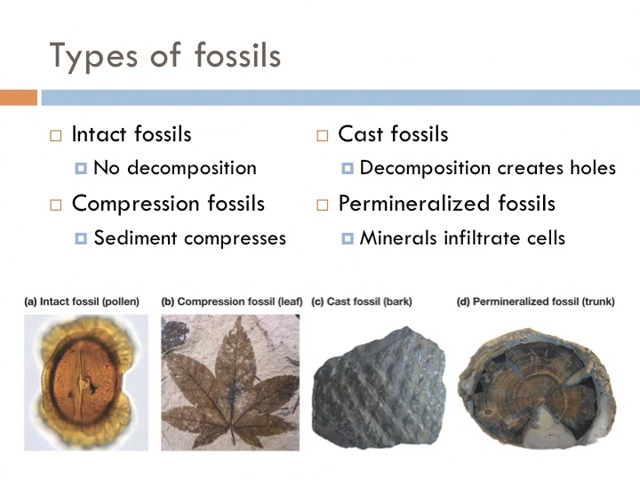 Types of fossils
Intact fossils
No decomposition
Compression fossils
Sediment compresses
Cast fossils
Decomposition creates holes
Permineralized fossils
Minerals infiltrate cells
(a) Intact fossil (pollen)
(b) Compression fossil (leaf)
(c) Cast fossil (bark)
(d) Permineralized fossil (trunk)